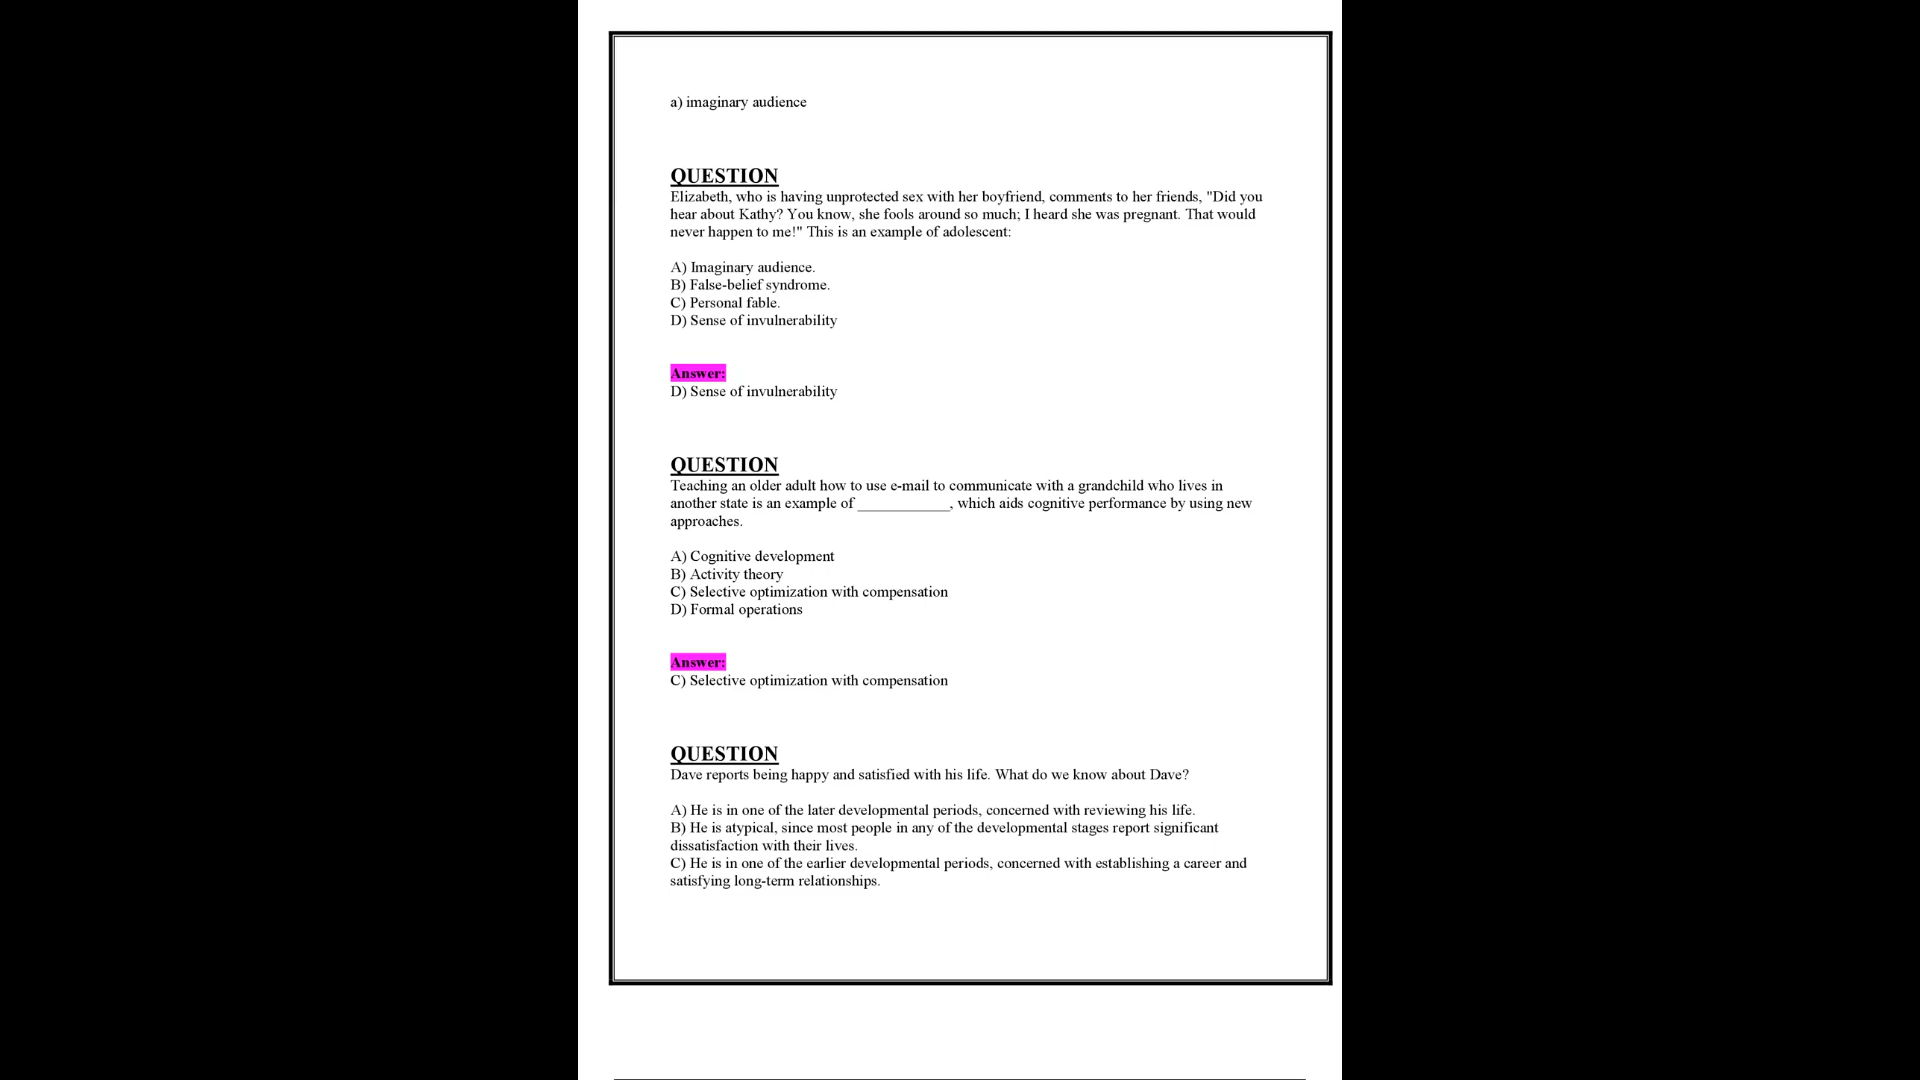 a) imaginary audience
QUESTION
Elizabeth, who is having unprotected sex with her boyfriend, comments to her friends, "Did you
hear about Kathy? You know, she fools around so much; I heard she was pregnant. That would
never happen to me!" This is an example of adolescent:
A) Imaginary audience.
B) False-belief syndrome.
C) Personal fable.
D) Sense of invulnerability
Answer:
D) Sense of invulnerability
QUESTION
Teaching an older adult how to use e-mail to communicate with a grandchild who lives in
another state is an example of ____________, which aids cognitive performance by using new
approaches.
A) Cognitive development
B) Activity theory
C) Selective optimization with compensation
D) Formal operations
Answer:
C) Selective optimization with compensation
QUESTION
Dave reports being happy and satisfied with his life. What do we know about Dave?
A) He is in one of the later developmental periods, concerned with reviewing his life.
B) He is atypical, since most people in any of the developmental stages report significant
dissatisfaction with their lives.
C) He is in one of the earlier developmental periods, concerned with establishing a career and
satisfying long-term relationships.